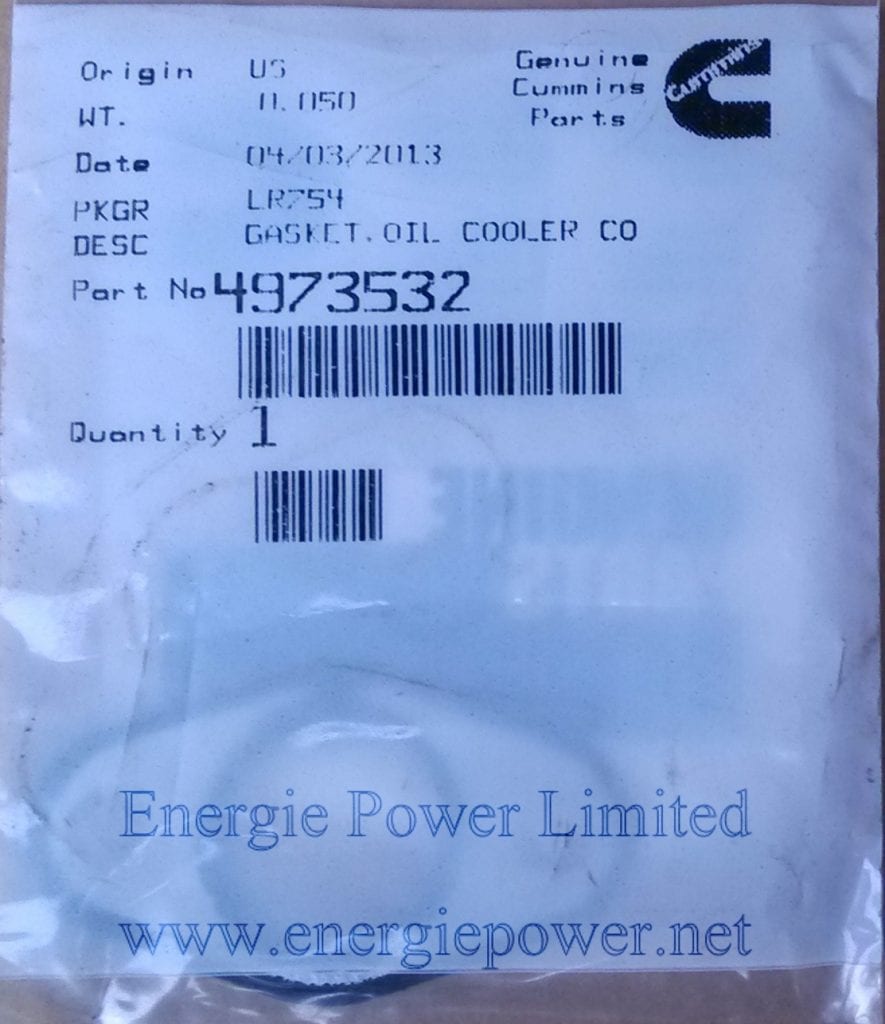 Origin US
Genuine
Cummins
Parts
Cummins
WT. 0.050
Date 04/03/2013
PKGR LR754
DESC GASKET,OIL COOLER CO
Part No 4973532
Quantity 1
Energie Power Limited
www.energiepower.net